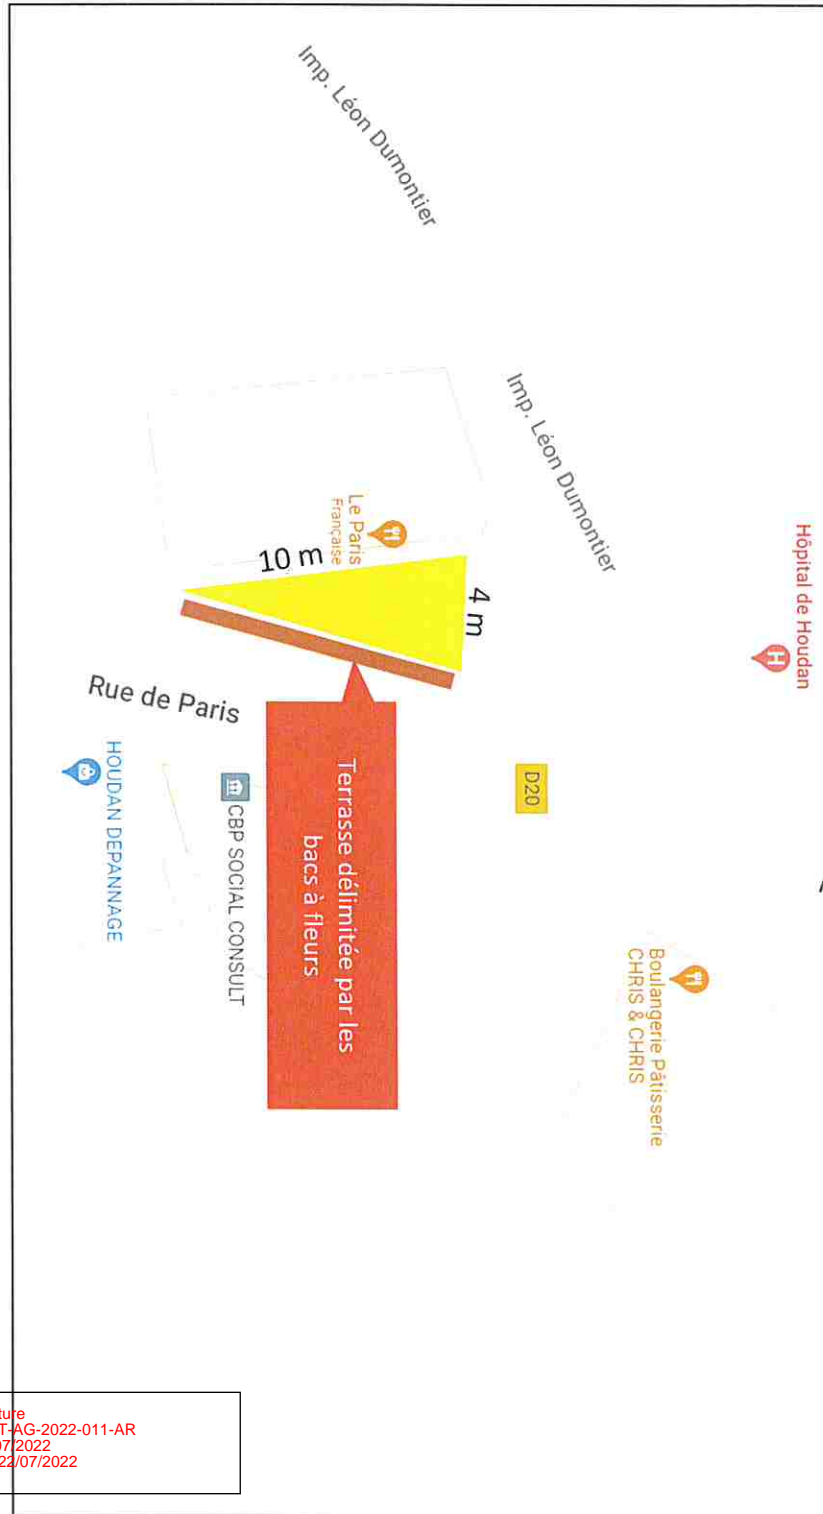 Imp. Léon Dumontier
Imp. Léon Dumontier
Hôpital de Houdan
H
Le Paris
Française
10 m
4 m
Rue de Paris
D20
Terrasse délimitée par les
bacs à fleurs
HOUDAN DEPANNAGE
CBP SOCIAL CONSULT
Boulangerie Pâtisserie
CHRIS & CHRIS
ture
T-AG-2022-011-AR
07/2022
22/07/2022